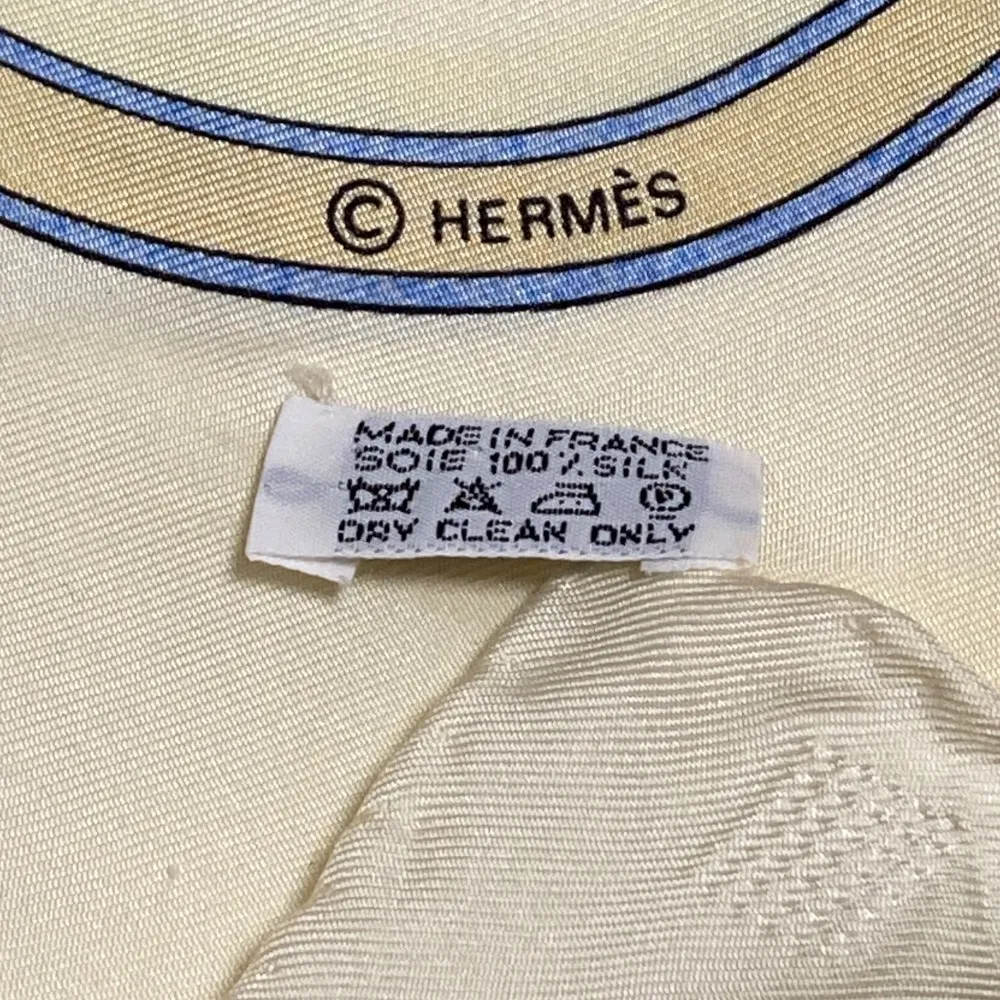 © HERMÈS
MADE IN FRANCE
SOIE 100% SILK
P
DRY CLEAN ONLY